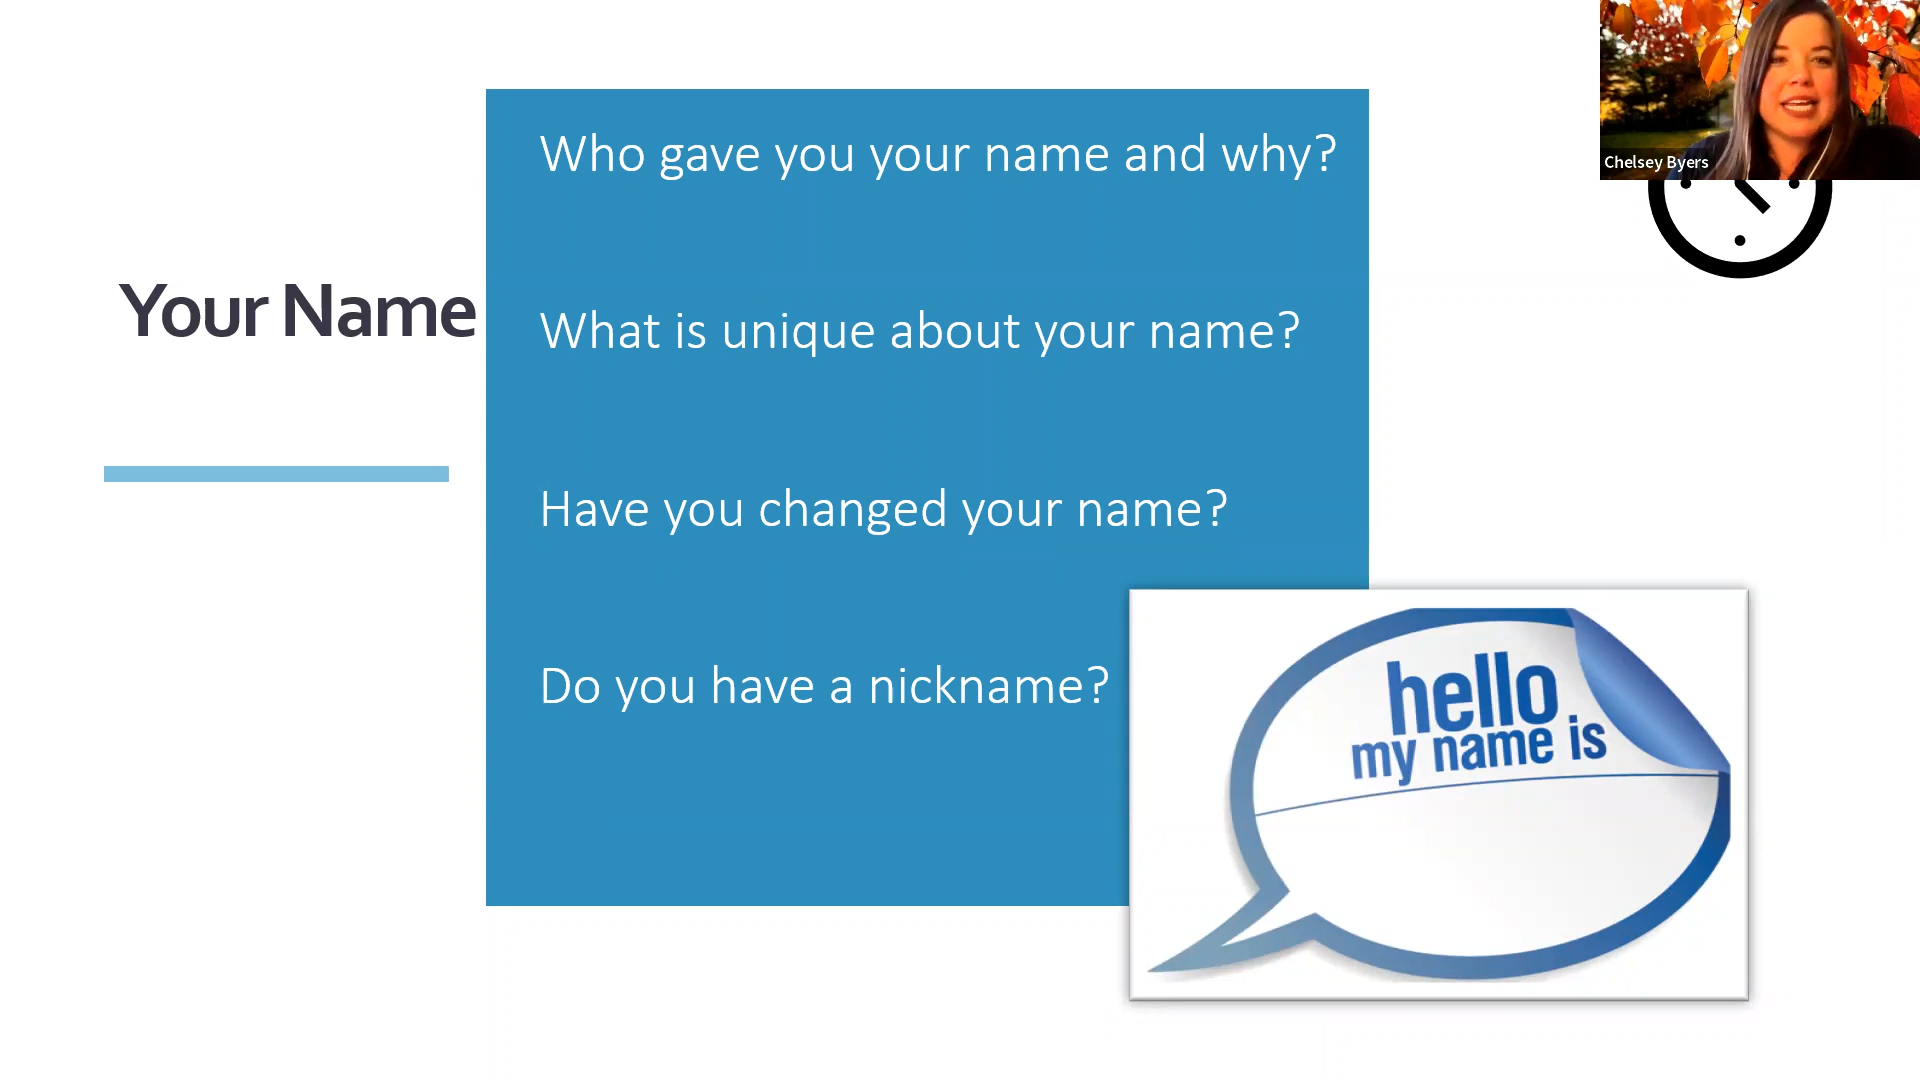 Your Name
Who gave you your name and why?
What is unique about your name?
Have you changed your name?
Do you have a nickname?
hello
my name is
Chelsey Byers